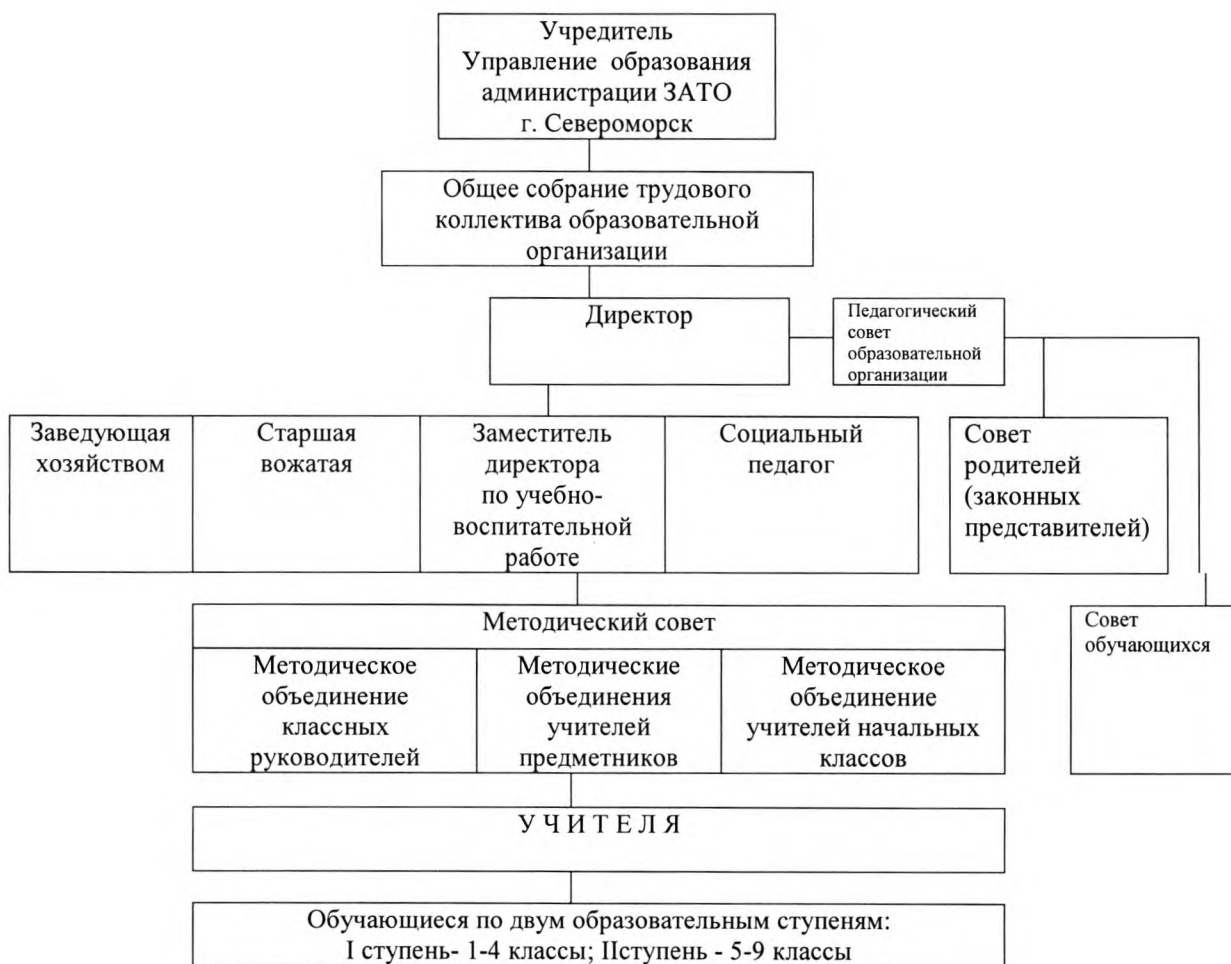 Учредитель
Управление образования
администрации ЗАТО
г. Североморск
Общее собрание трудового
коллектива образовательной
организации
Директор
Педагогический
совет
образовательной
организации
Заведующая
хозяйством
Старшая
вожатая
Заместитель
директора
по учебно-
воспитательной
работе
Социальный
педагог
Совет
родителей
(законных
представителей)
Методический совет
Совет
обучающихся
Методическое
объединение
классных
руководителей
Методические
объединения
учителей
предметников
Методическое
объединение
учителей начальных
классов
У Ч И Т Е Л Я
Обучающиеся по двум образовательным ступеням:
I ступень- 1-4 классы; IIступень - 5-9 классы